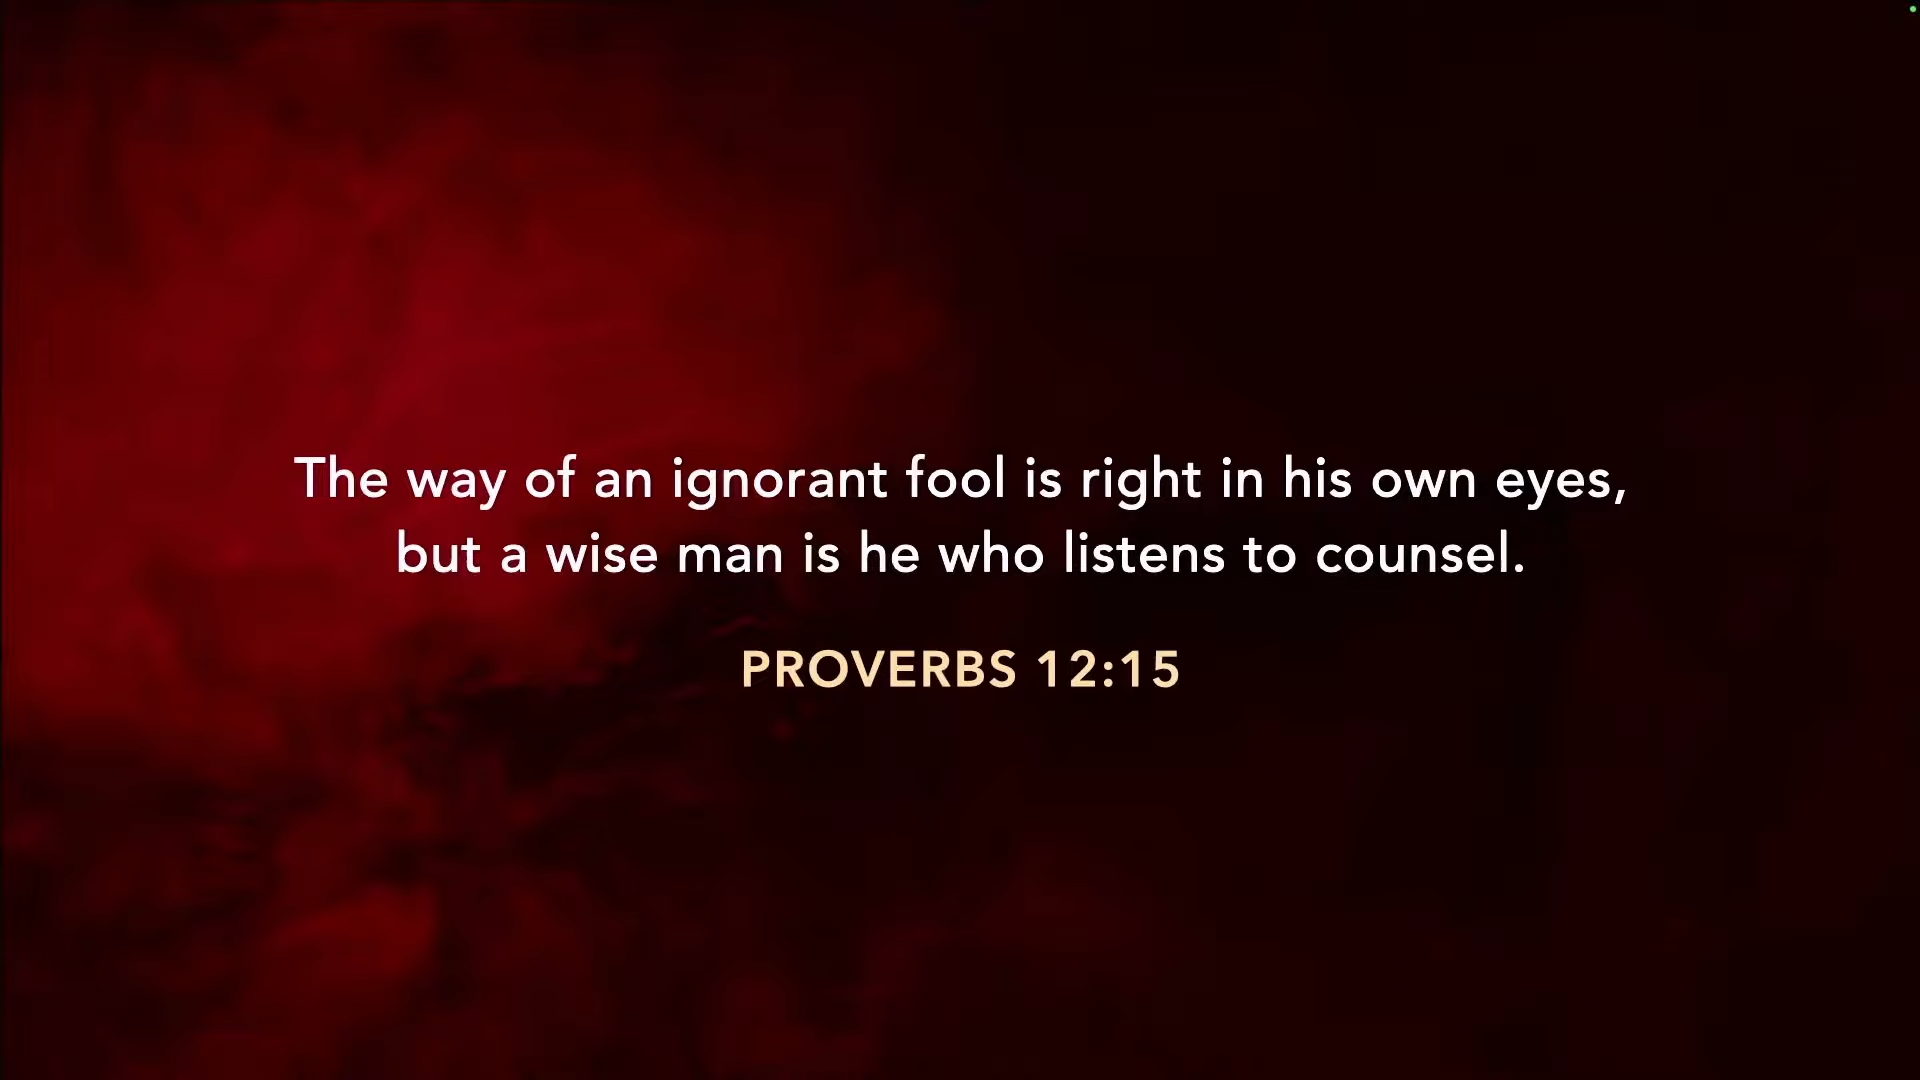 The way of an ignorant fool is right in his own eyes,
but a wise man is he who listens to counsel.
PROVERBS 12:15